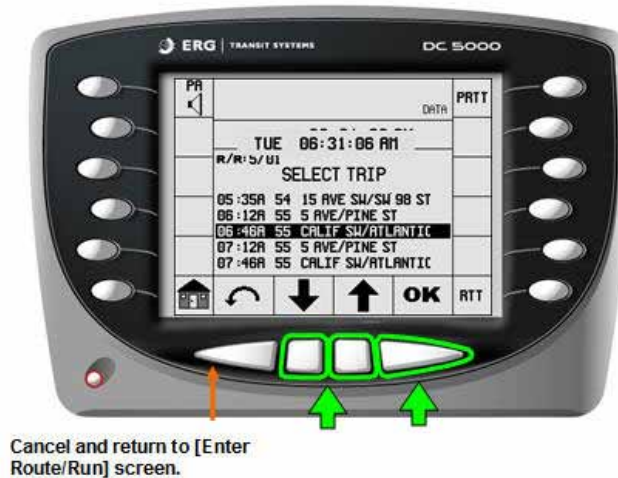 ERG TRANSIT SYSTEMS DC 5000
PA PRTT
DATA
TUE 06:31:06 AM
R/R:5/01
SELECT TRIP
05:35A 54 15 AVE SW/SW 98 ST
06:12A 55 5 AVE/PINE ST
06:46A 55 CALIF SW/ATLANTIC
07:12A 55 5 AVE/PINE ST
07:46A 55 CALIF SW/ATLANTIC
OK RTT
Cancel and return to [Enter
Route/Run] screen.